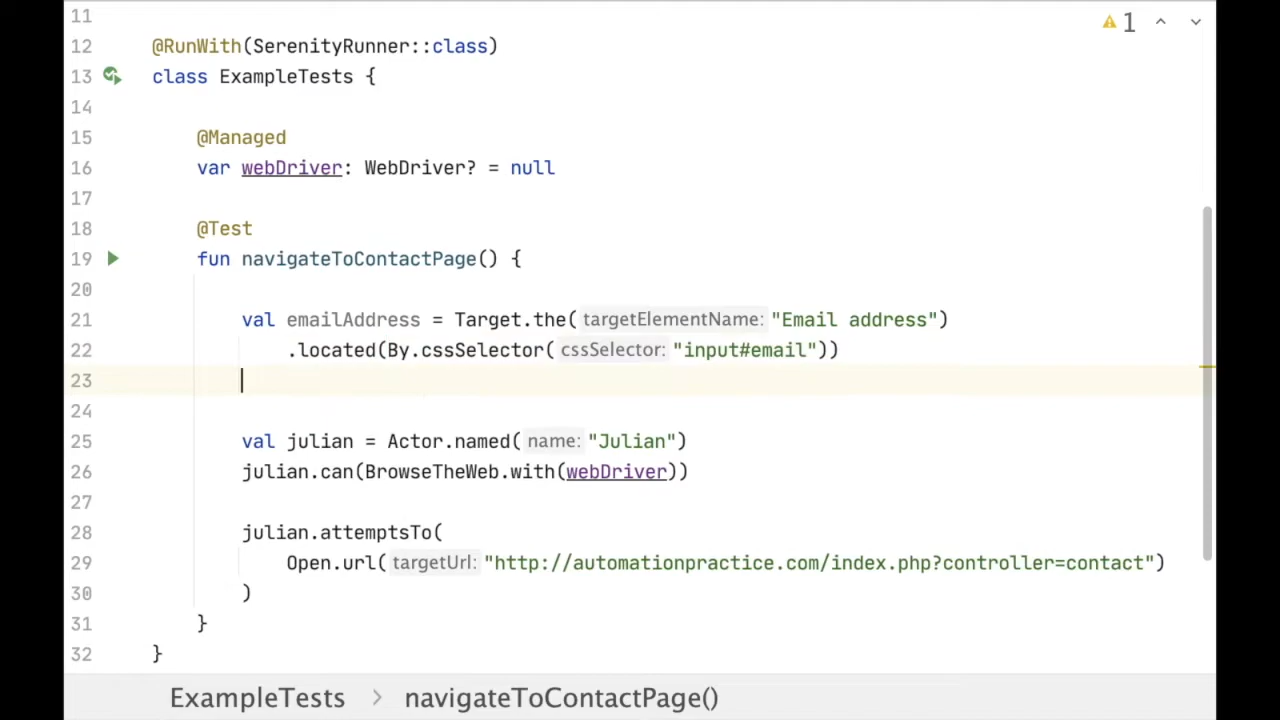 11
1
12 @RunWith(SerenityRunner::class)
13 class ExampleTests {
14
15 @Managed
16 var webDriver: WebDriver? = null
17
18 @Test
19 fun navigateToContactPage() {
20
21 val emailAddress = Target.the( targetElementName: "Email address")
22 .located(By.cssSelector( cssSelector: "input#email"))
23
24
25 val julian = Actor.named( name: "Julian")
26 julian.can(BrowseTheWeb.with(webDriver))
27
28 julian.attemptsTo(
29 Open.url( targetUrl: "http://automationpractice.com/index.php?controller=contact")
30 )
31 }
32 }
ExampleTests > navigateToContactPage()